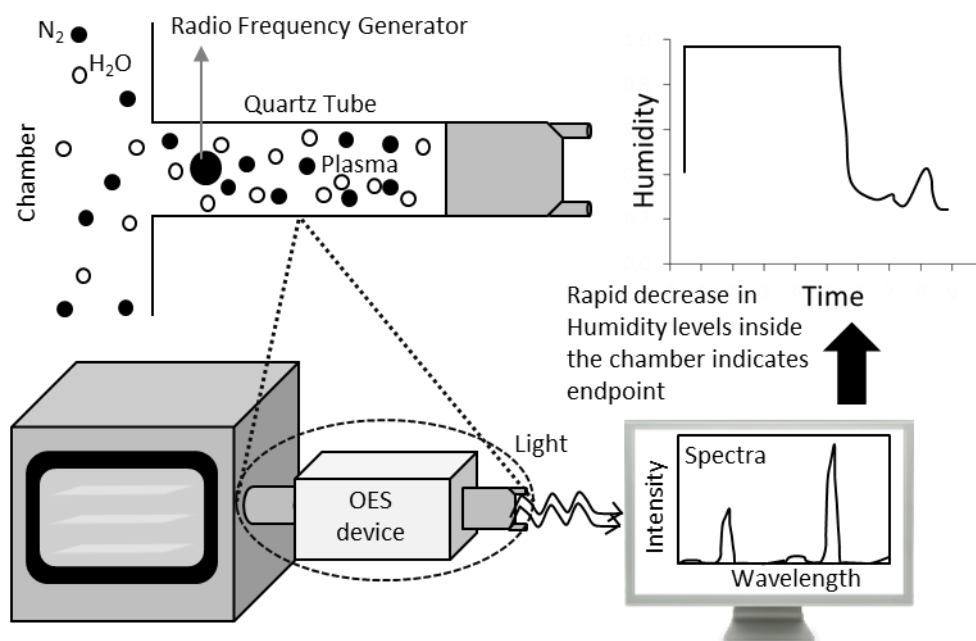 N2
H2O
Radio Frequency Generator
Quartz Tube
Plasma
Chamber
Humidity
Time
Rapid decrease in
Humidity levels inside
the chamber indicates
endpoint
Light
OES
device
Spectra
Intensity
Wavelength